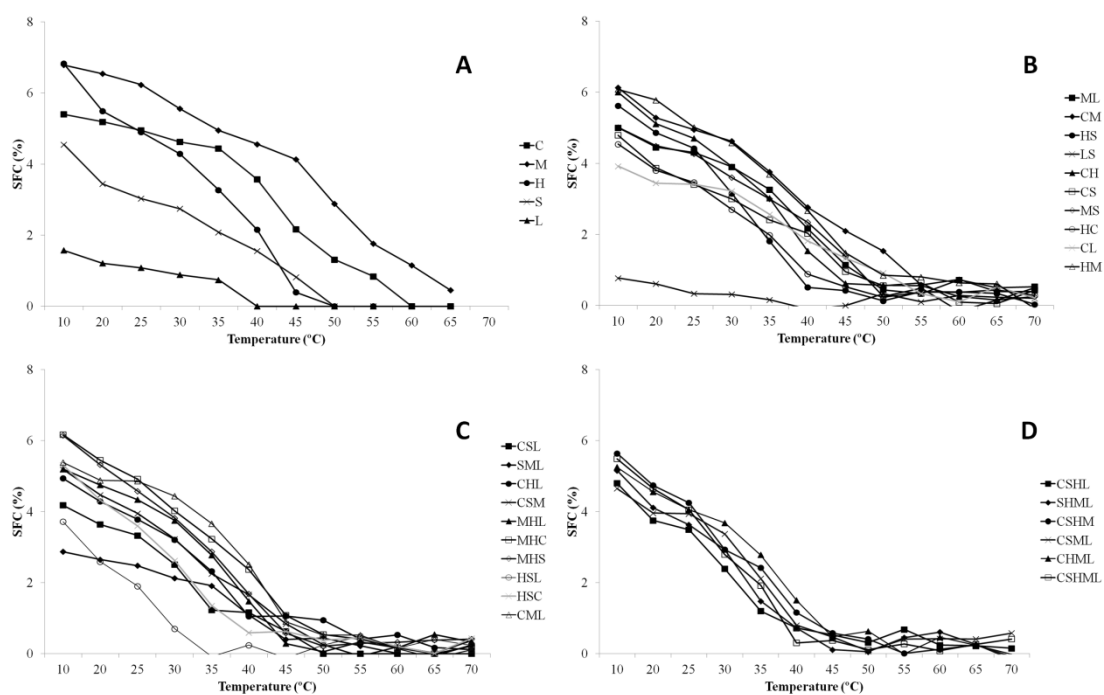 A
SFC (%)
8
6
4
2
0
10 20 25 30 35 40 45 50 55 60 65 70
Temperature (ºC)
C
M
H
S
L
B
SFC (%)
8
6
4
2
0
10 20 25 30 35 40 45 50 55 60 65 70
Temperature (ºC)
ML
CM
HS
LS
CH
CS
MS
HC
CL
HM
C
SFC (%)
8
6
4
2
0
10 20 25 30 35 40 45 50 55 60 65 70
Temperature (ºC)
CSL
SML
CHL
CSM
MHL
MHC
MHS
HSL
HSC
CML
D
SFC (%)
8
6
4
2
0
10 20 25 30 35 40 45 50 55 60 65 70
Temperature (ºC)
CSHL
SHML
CSHM
CSML
CHML
CSHML